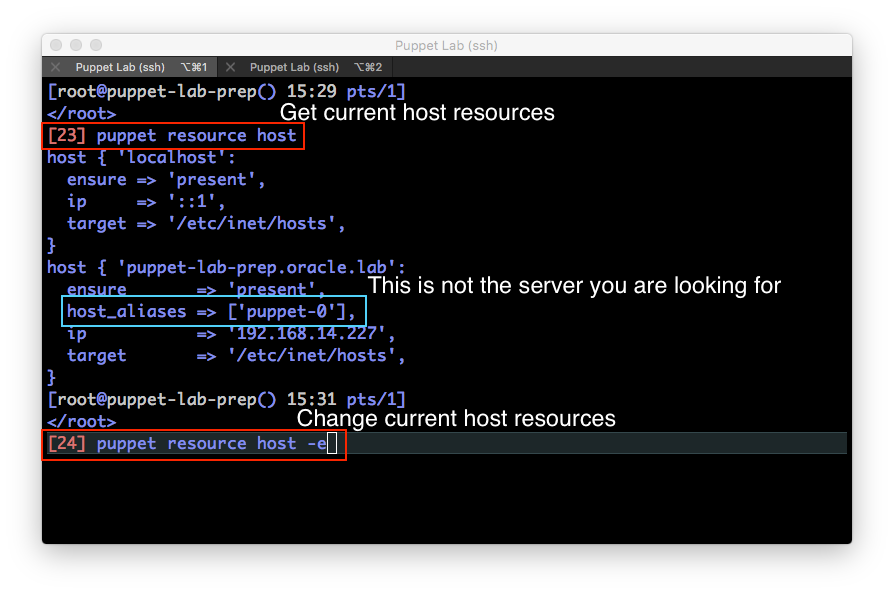 Puppet Lab (ssh)
Puppet Lab (ssh) ⌥⌘1 Puppet Lab (ssh) ⌥⌘2
[root@puppet-lab-prep() 15:29 pts/1]
Get current host resources
</root>
[23] puppet resource host
host { 'localhost':
  ensure => 'present',
  ip     => '::1',
  target => '/etc/inet/hosts',
}
host { 'puppet-lab-prep.oracle.lab':
This is not the server you are looking for
  ensure       => 'present',
  host_aliases => ['puppet-0'],
  ip           => '192.168.14.227',
  target       => '/etc/inet/hosts',
}
[root@puppet-lab-prep() 15:31 pts/1]
Change current host resources
</root>
[24] puppet resource host -e